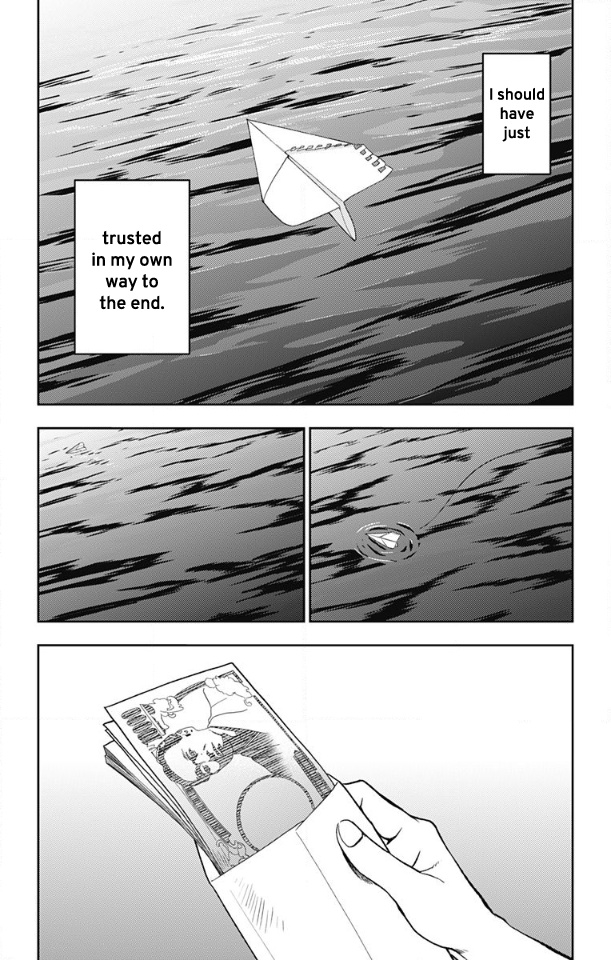 I should
have
just
trusted
in my own
way to
the end.